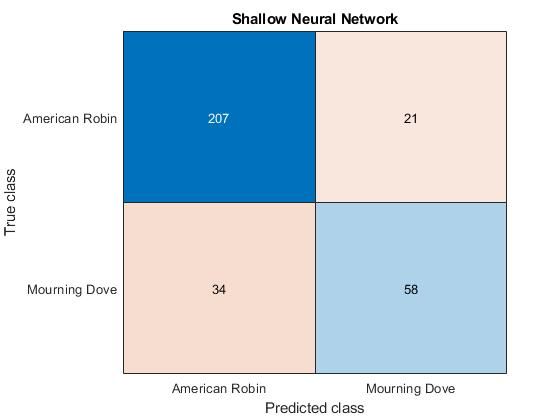 Shallow Neural Network
American Robin
207
21
True class
Mourning Dove
34
58
American Robin
Mourning Dove
Predicted class